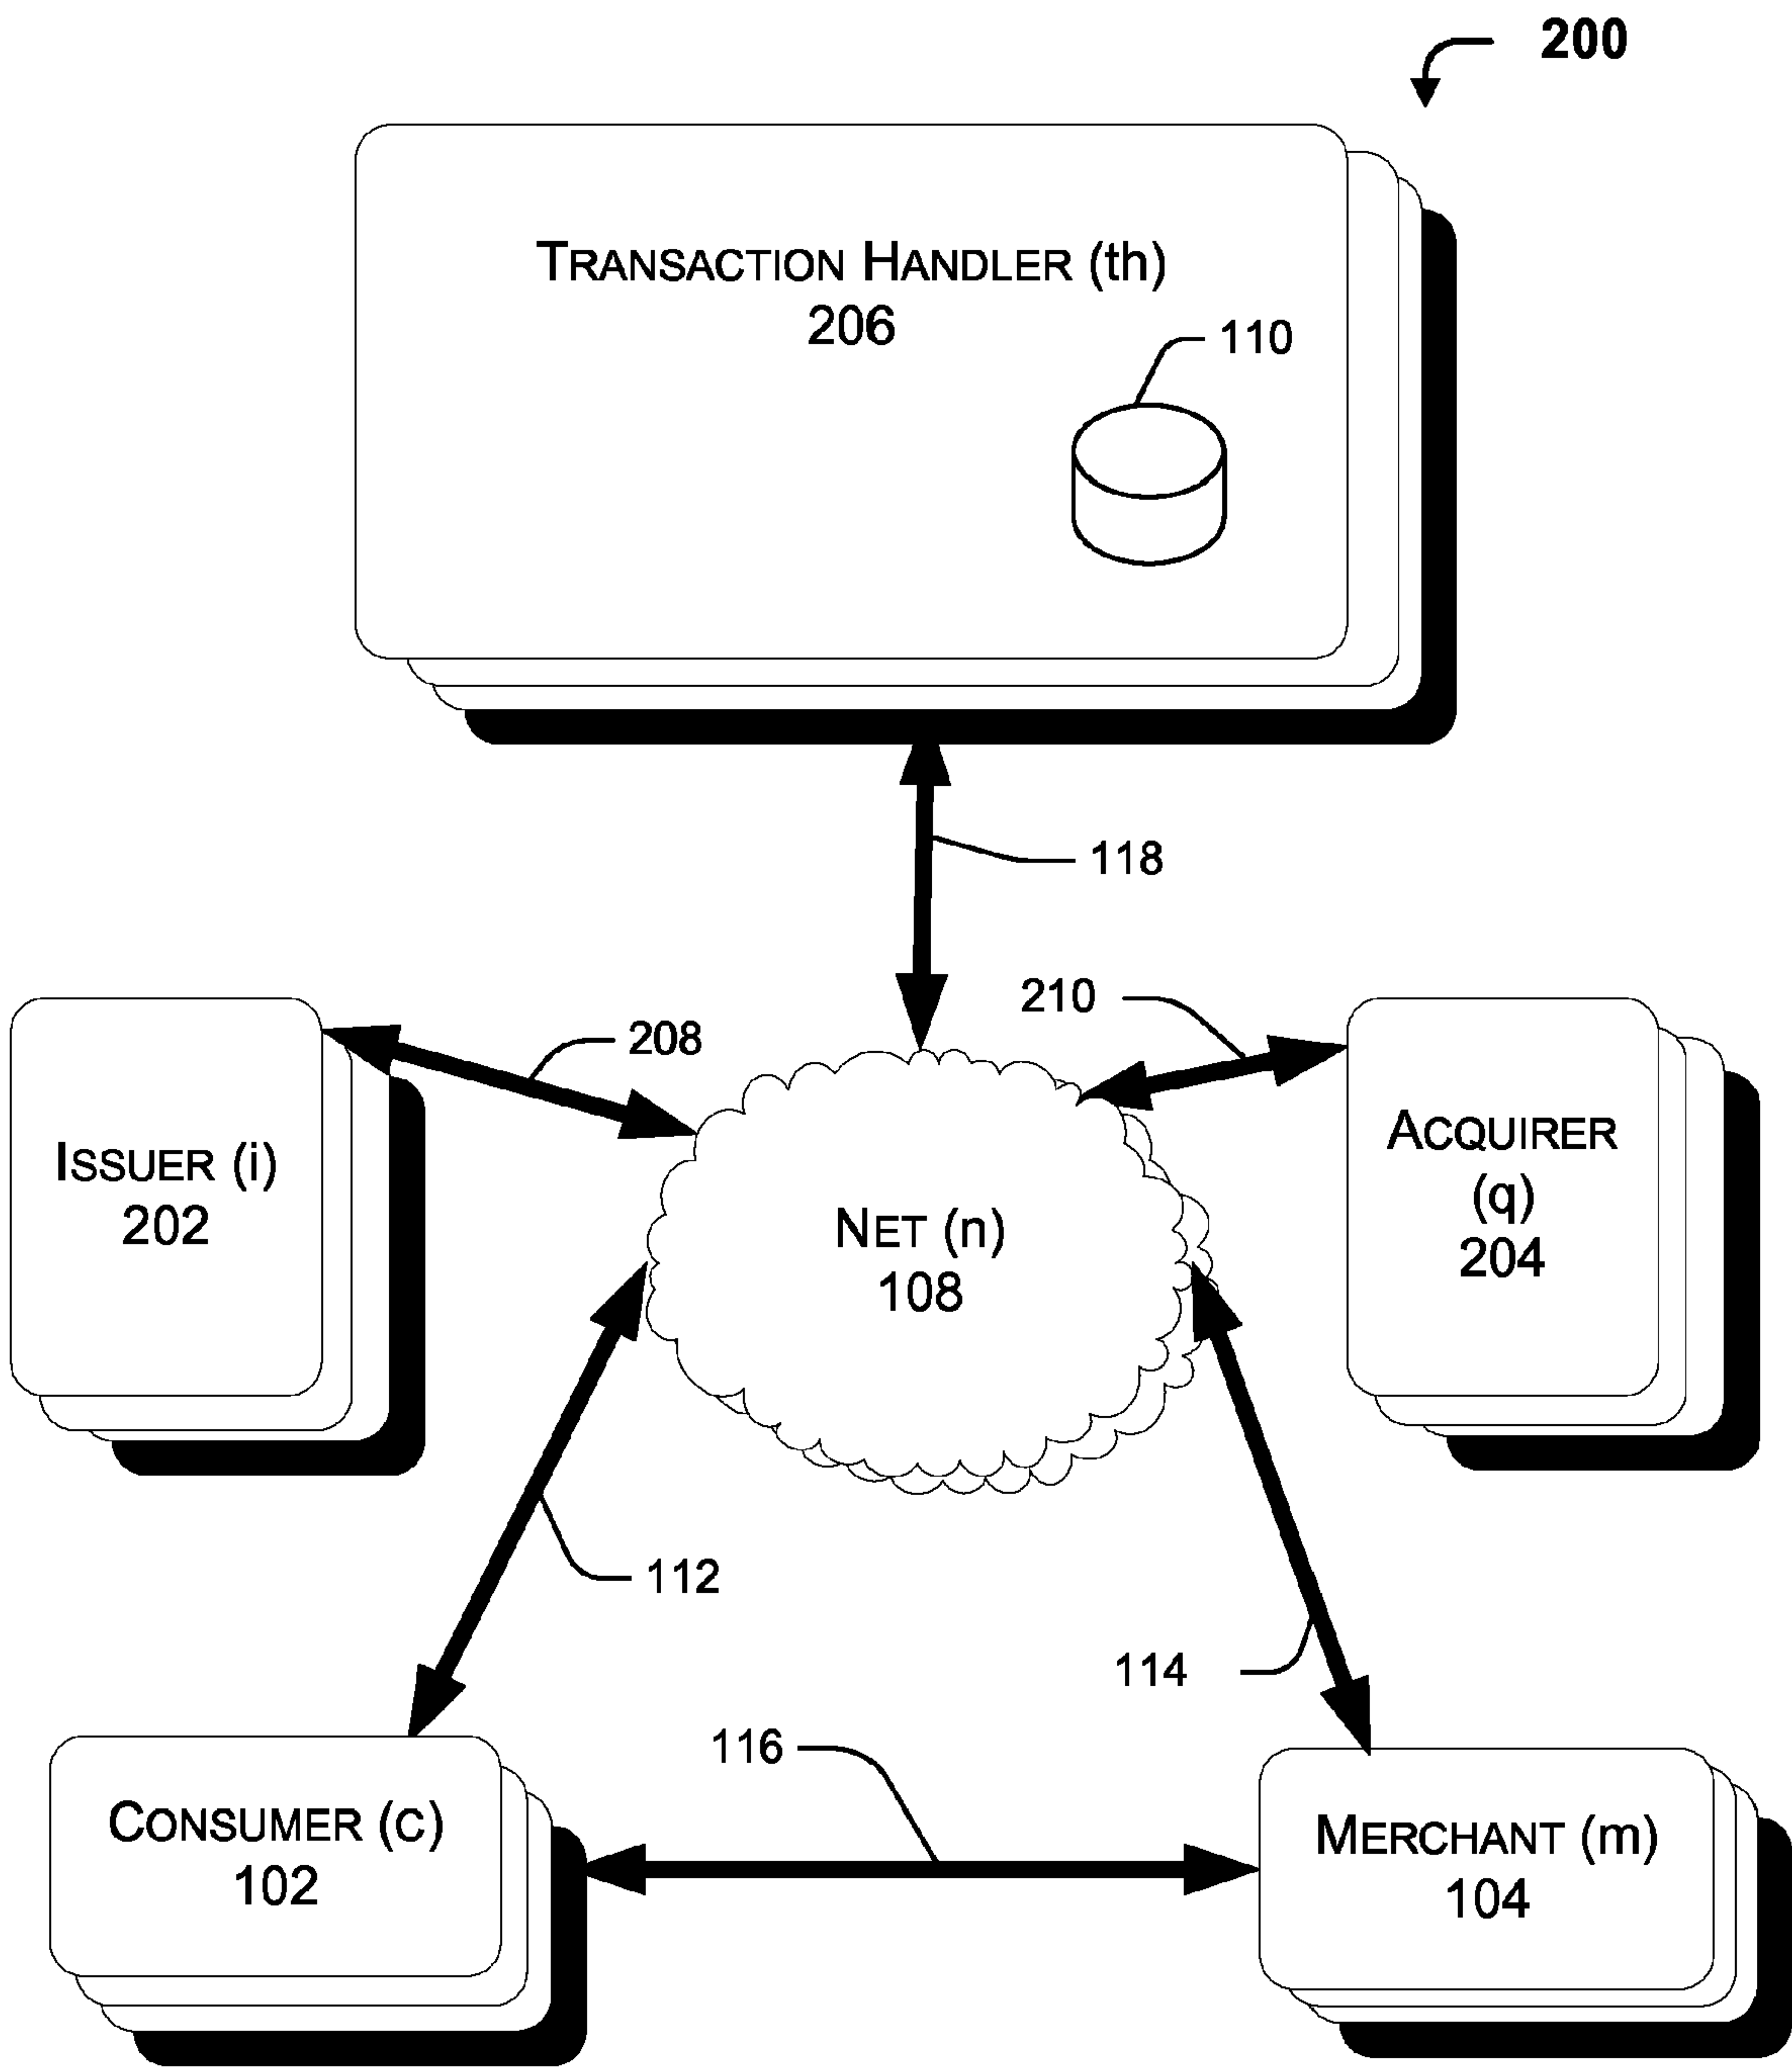 200
TRANSACTION HANDLER (th)
206
110
118
210
208
ISSUER (i)
202
ACQUIRER
(q)
204
NET (n)
108
112
114
116
CONSUMER (c)
102
MERCHANT (m)
104